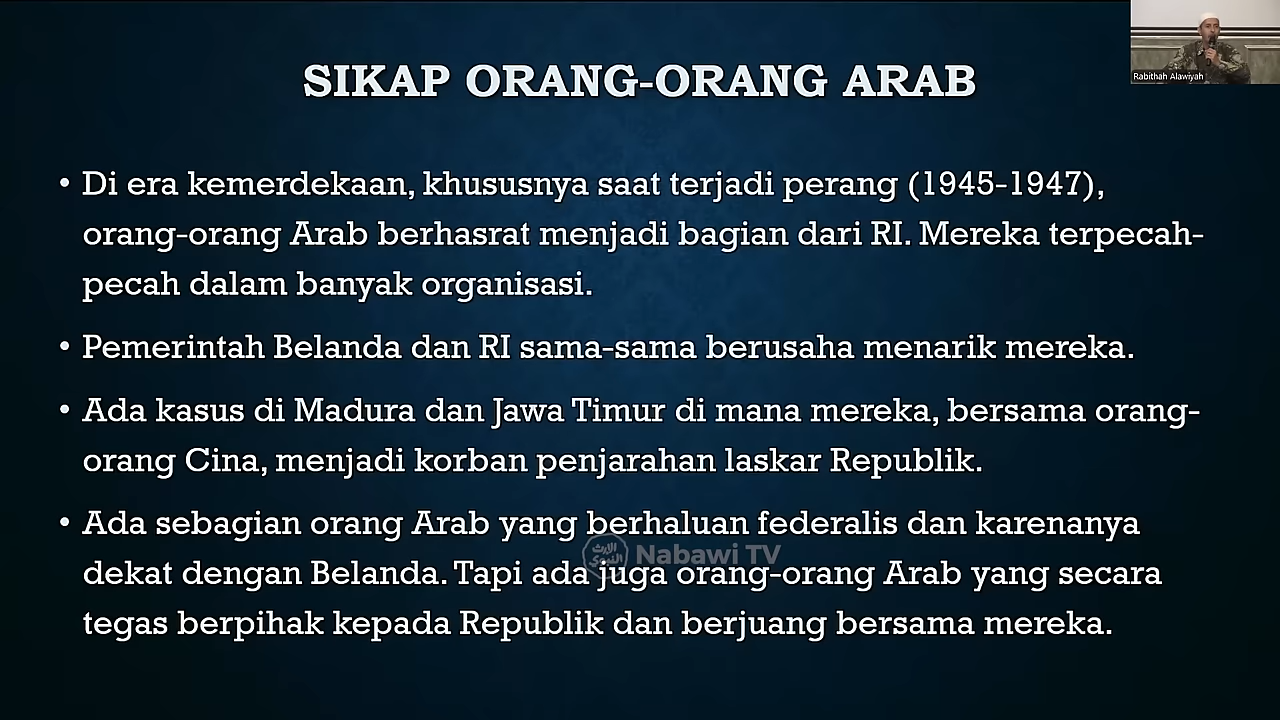 Rabithah Alawiyah
SIKAP ORANG-ORANG ARAB
• Di era kemerdekaan, khususnya saat terjadi perang (1945-1947),
orang-orang Arab berhasrat menjadi bagian dari RI. Mereka terpecah-
pecah dalam banyak organisasi.
• Pemerintah Belanda dan RI sama-sama berusaha menarik mereka.
• Ada kasus di Madura dan Jawa Timur di mana mereka, bersama orang-
orang Cina, menjadi korban penjarahan laskar Republik.
• Ada sebagian orang Arab yang berhaluan federalis dan karenanya
الإرث النبوي Nabawi TV
dekat dengan Belanda. Tapi ada juga orang-orang Arab yang secara
tegas berpihak kepada Republik dan berjuang bersama mereka.